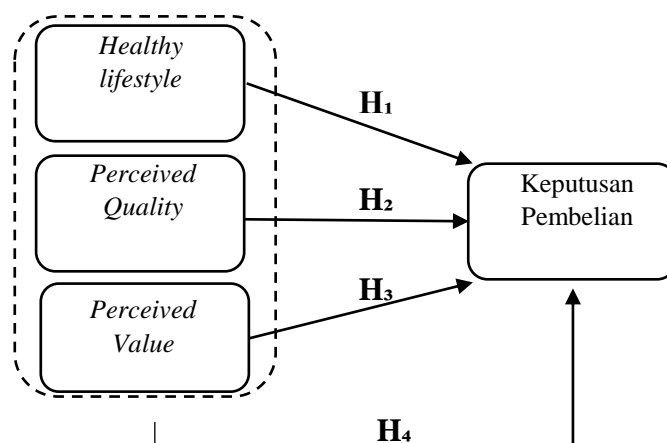 Healthy
lifestyle
H₁
Perceived
Quality
H₂
Keputusan
Pembelian
H₃
Perceived
Value
H₄